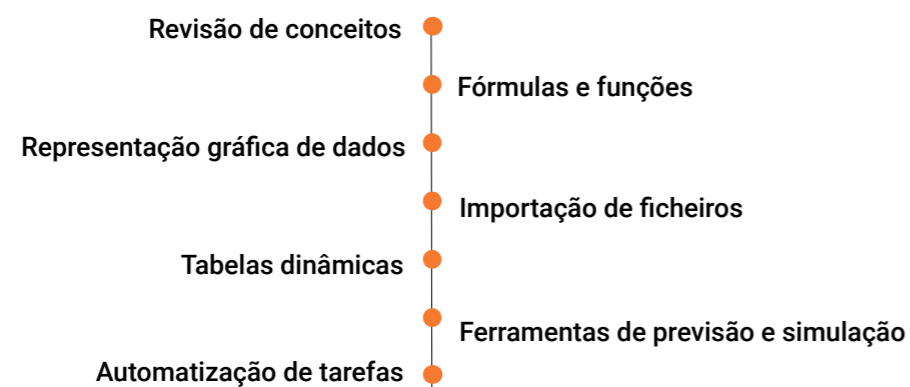 Revisão de conceitos
Fórmulas e funções
Representação gráfica de dados
Importação de ficheiros
Tabelas dinâmicas
Ferramentas de previsão e simulação
Automatização de tarefas